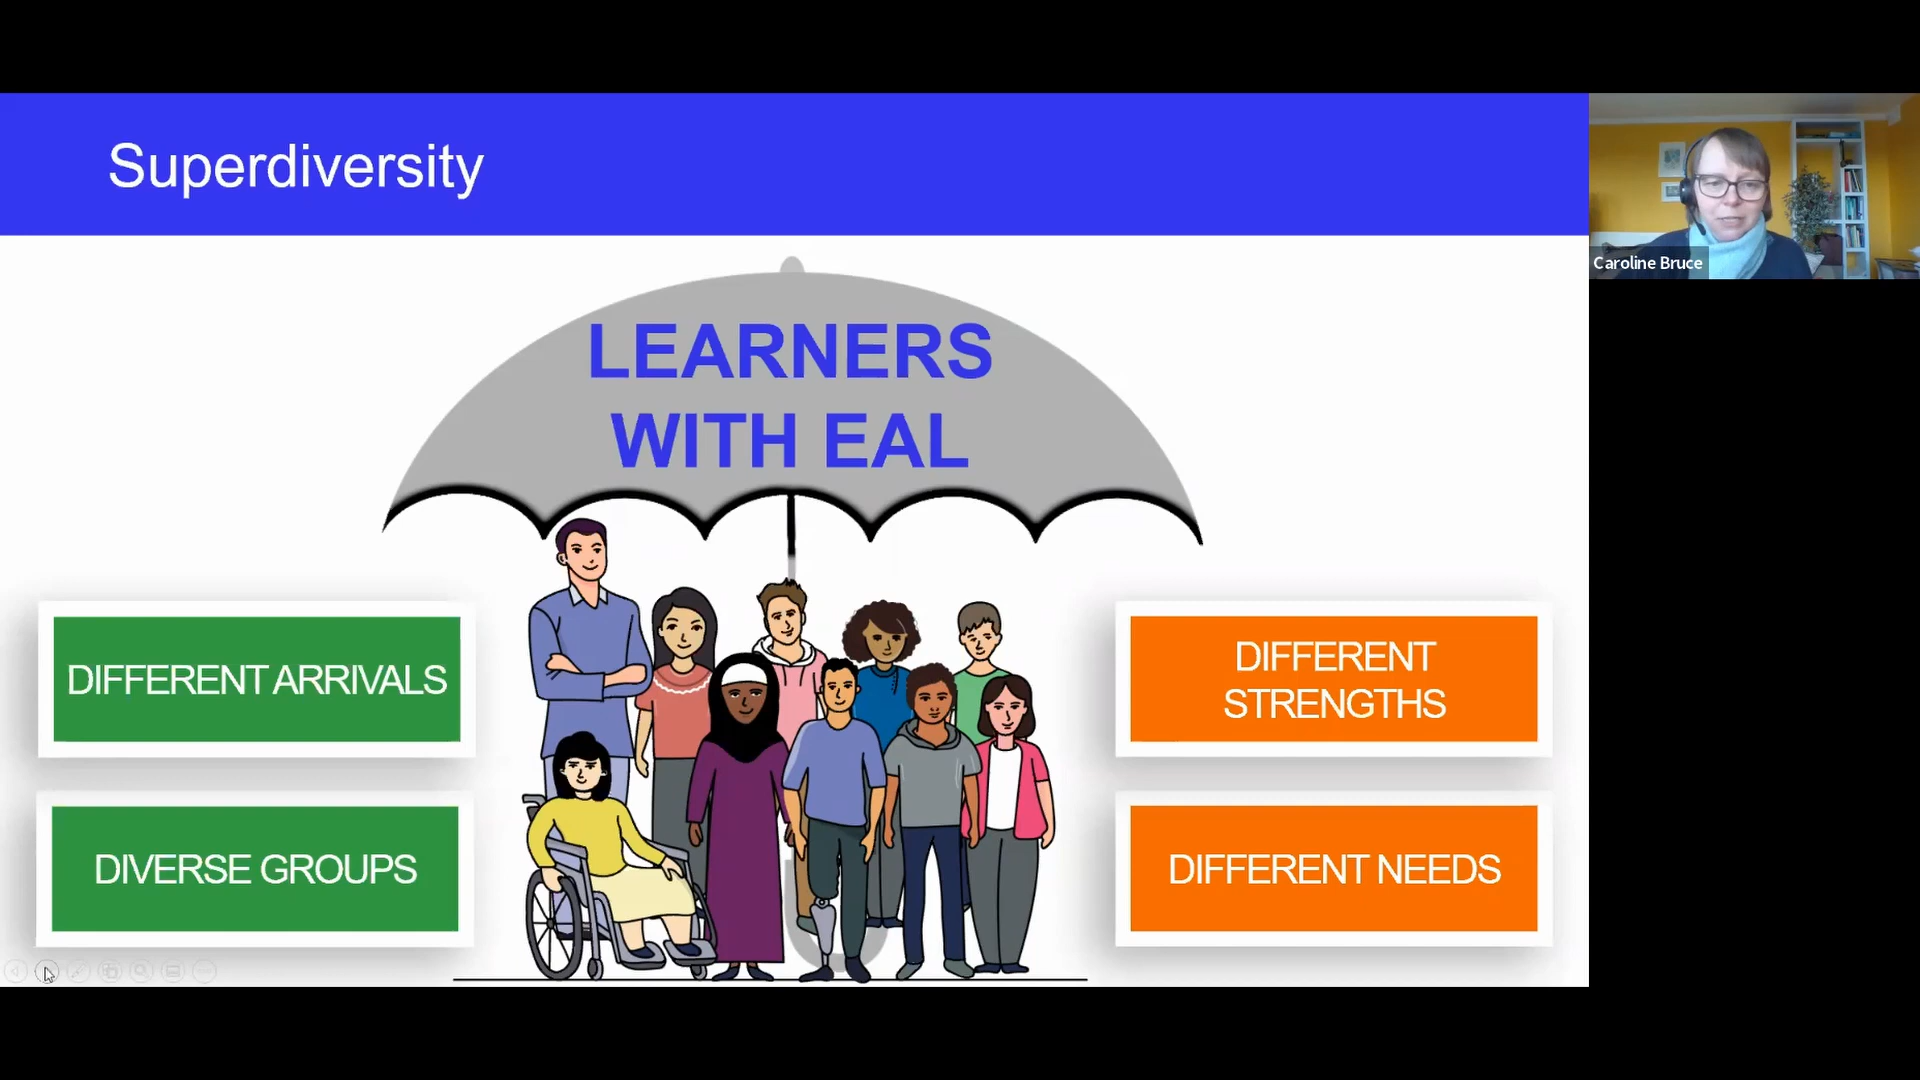 Superdiversity
LEARNERS
WITH EAL
DIFFERENT ARRIVALS
DIVERSE GROUPS
DIFFERENT
STRENGTHS
DIFFERENT NEEDS
Caroline Bruce